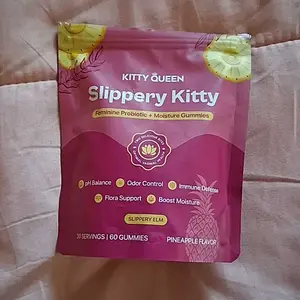 KITTY QUEEN
Slippery Kitty
Feminine Probiotic + Moisture Gummies
pH Balance
Odor Control
Immune Defense
Flora Support
Boost Moisture
SLIPPERY ELM
30 SERVINGS | 60 GUMMIES
PINEAPPLE FLAVOR